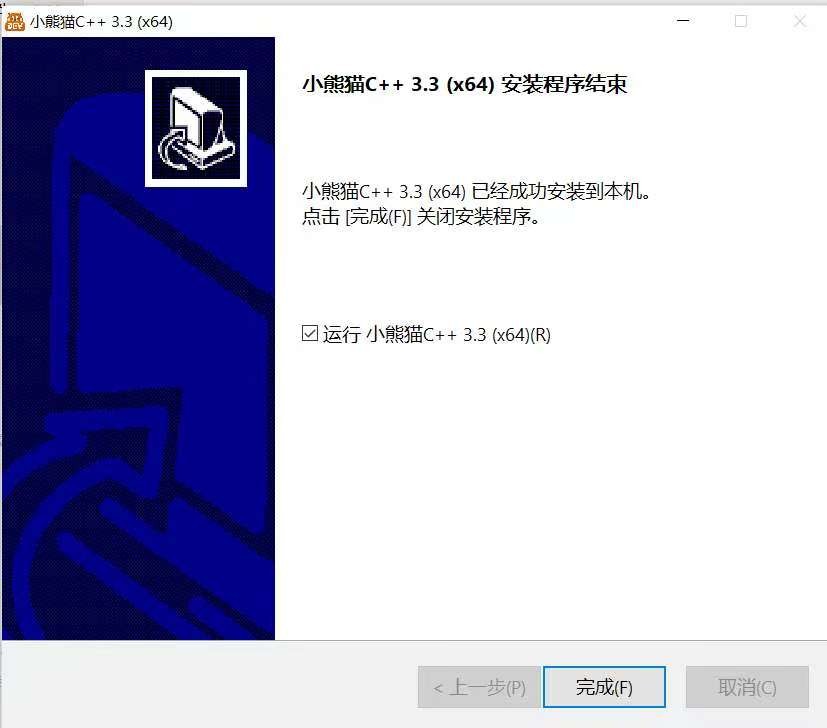 小熊猫C++ 3.3 (x64)
小熊猫C++ 3.3 (x64) 安装程序结束
小熊猫C++ 3.3 (x64) 已经成功安装到本机。
点击 [完成(F)] 关闭安装程序。
运行 小熊猫C++ 3.3 (x64)(R)
< 上一步(P)
完成(F)
取消(C)